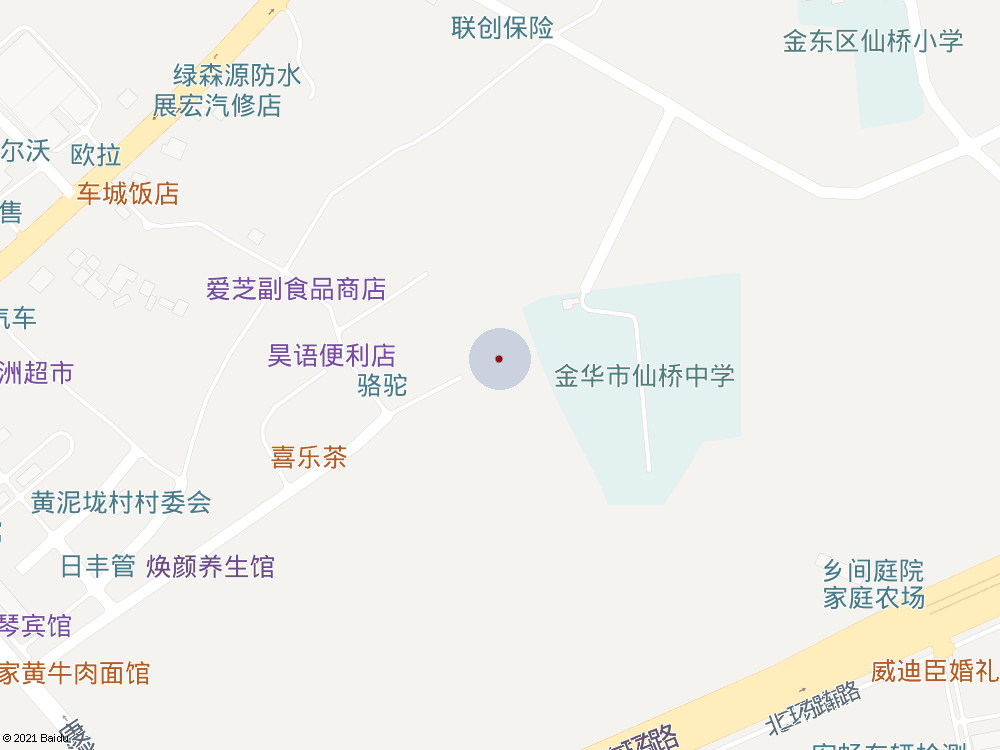 联创保险
金东区仙桥小学
绿森源防水
展宏汽修店
尔沃
欧拉
车城饭店
售
爱芝副食品商店
汽车
昊语便利店
洲超市
骆驼
金华市仙桥中学
喜乐茶
黄泥垅村村委会
日丰管
焕颜养生馆
乡间庭院
家庭农场
琴宾馆
家黄牛肉面馆
威迪臣婚礼
© 2021 Baidu